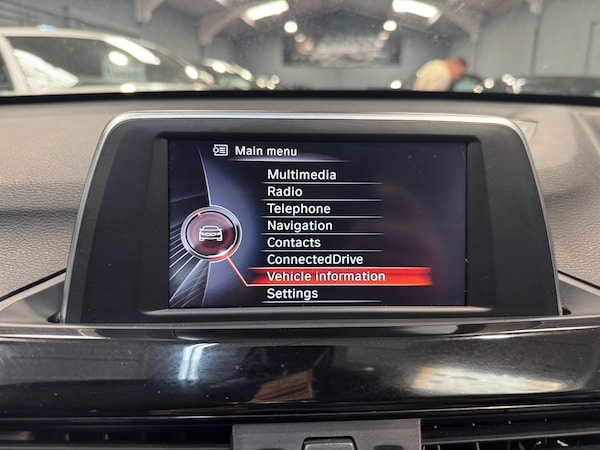 Main menu
Multimedia
Radio
Telephone
Navigation
Contacts
ConnectedDrive
Vehicle information
Settings